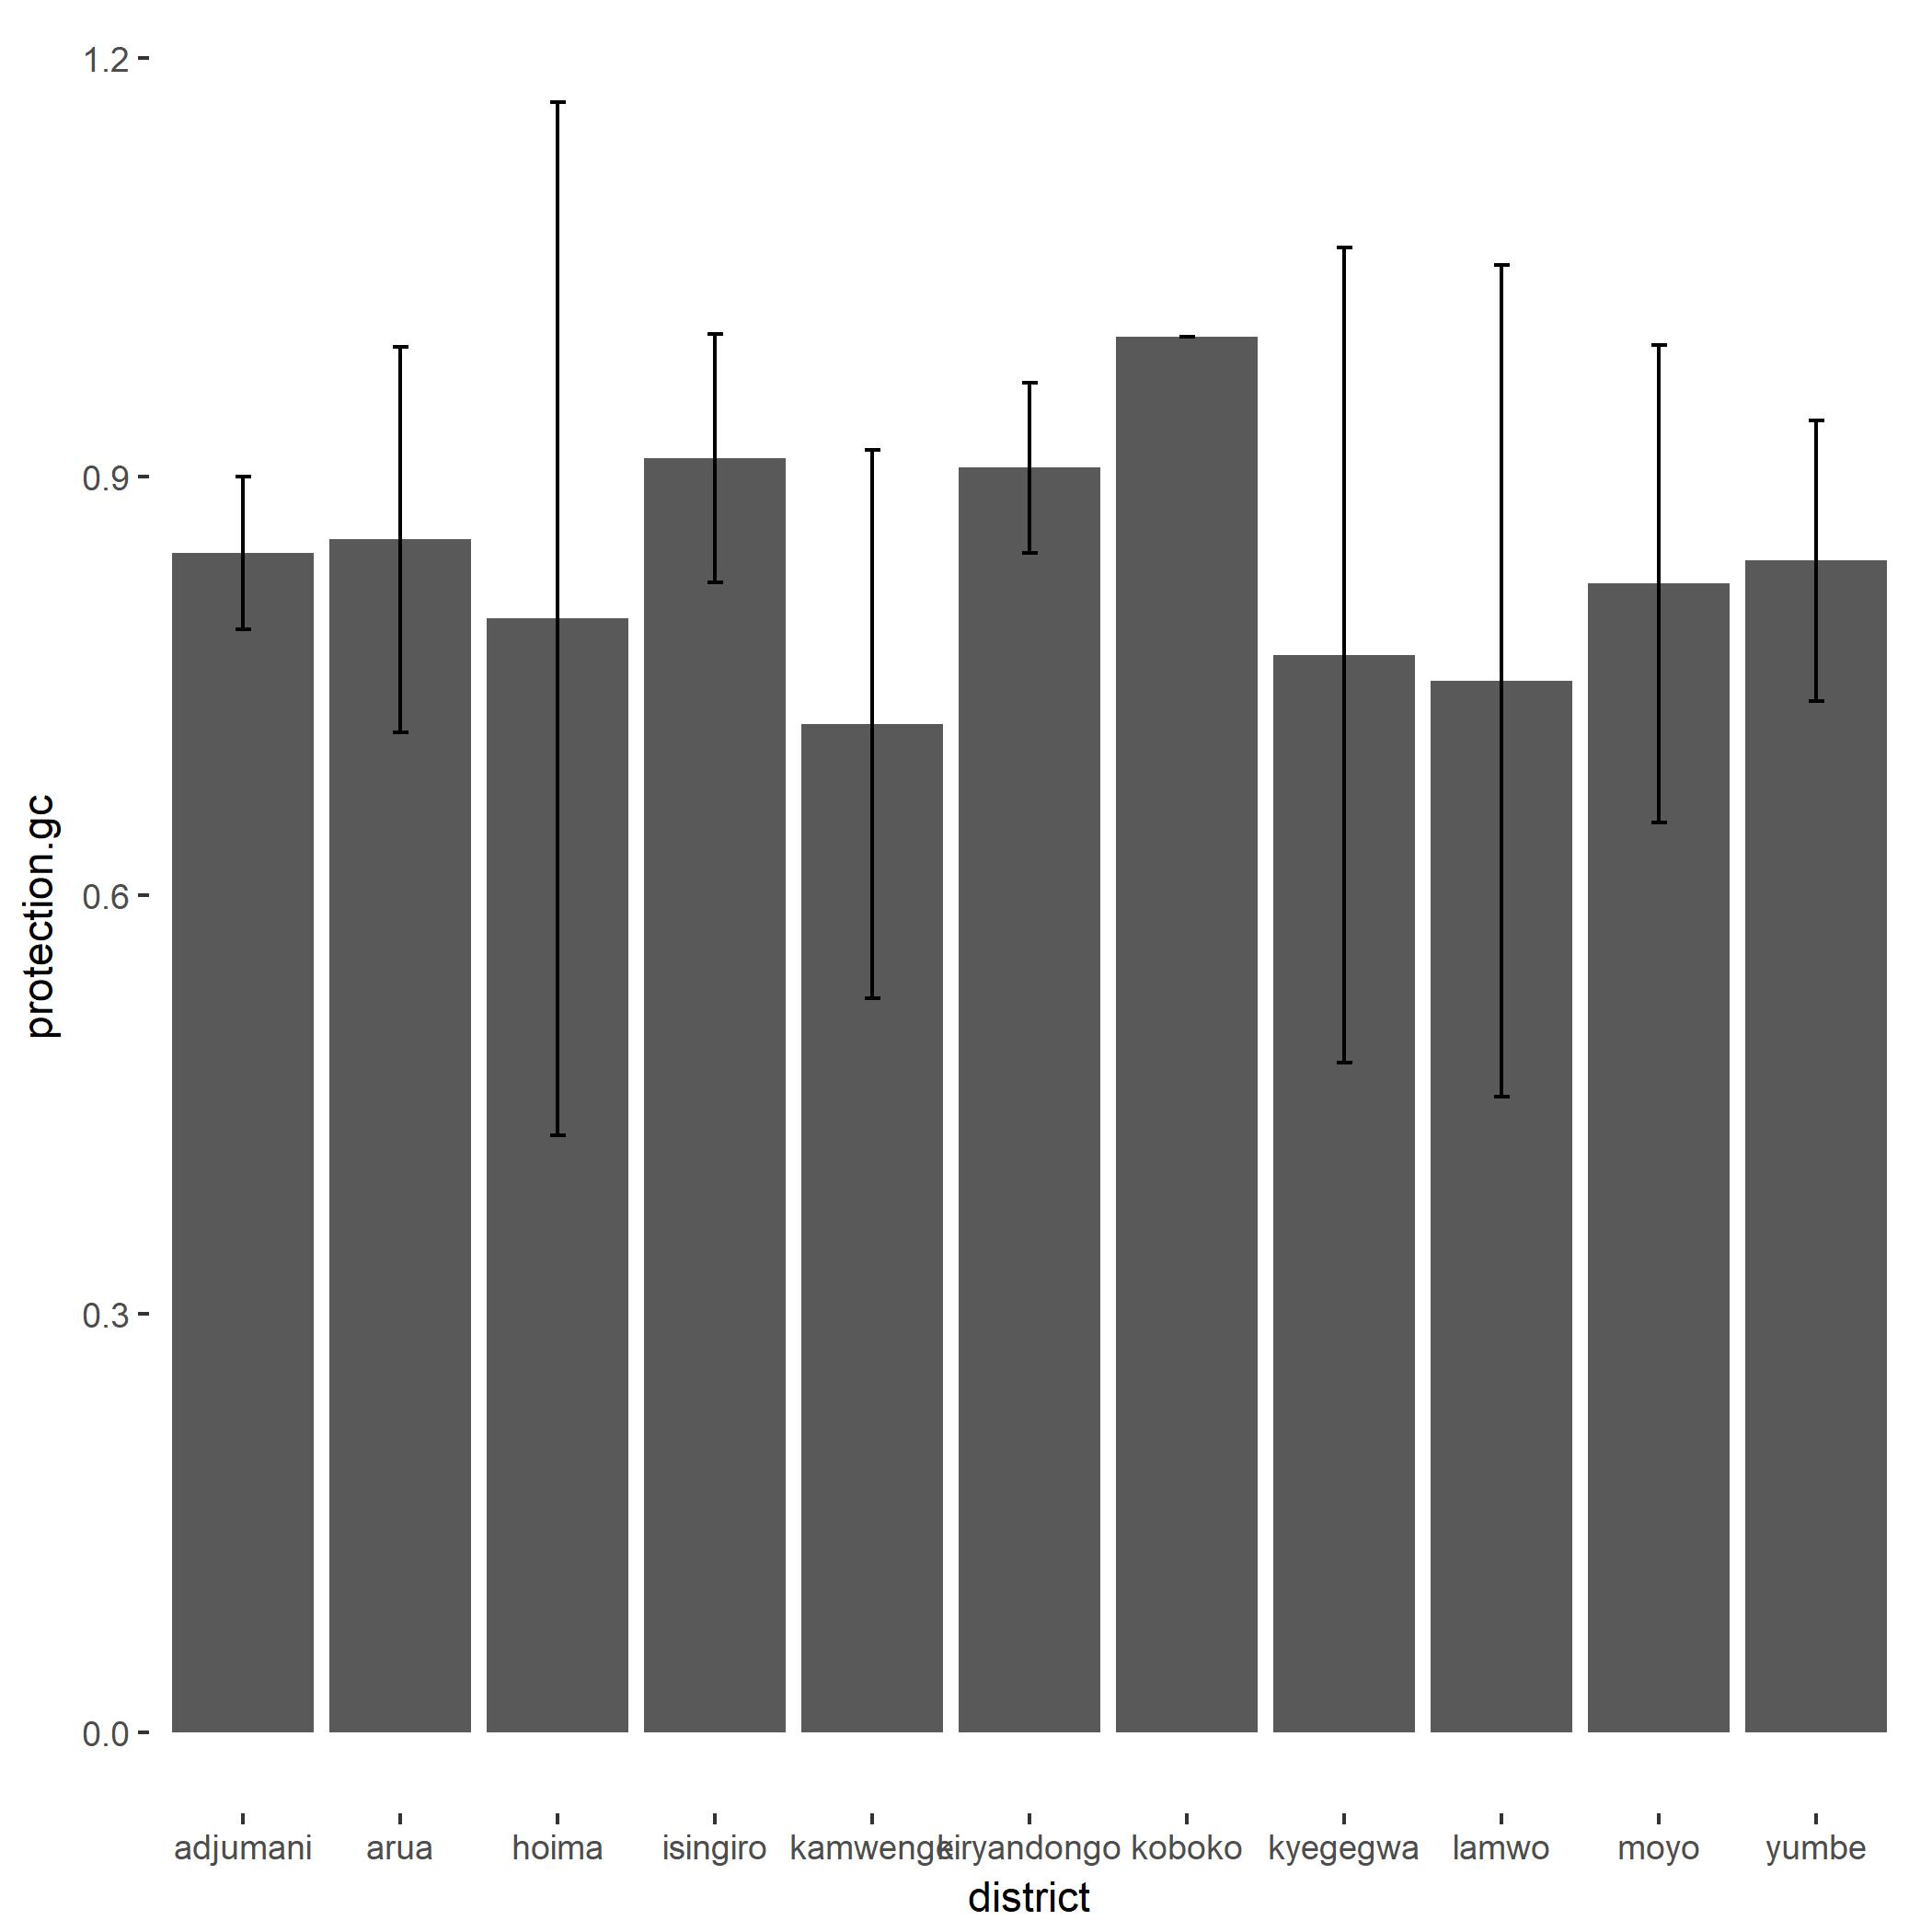 1.2
0.9
0.6
0.3
0.0
protection.gc
adjumani arua hoima isingiro kamwenge kiryandongo koboko kyegegwa lamwo moyo yumbe
district